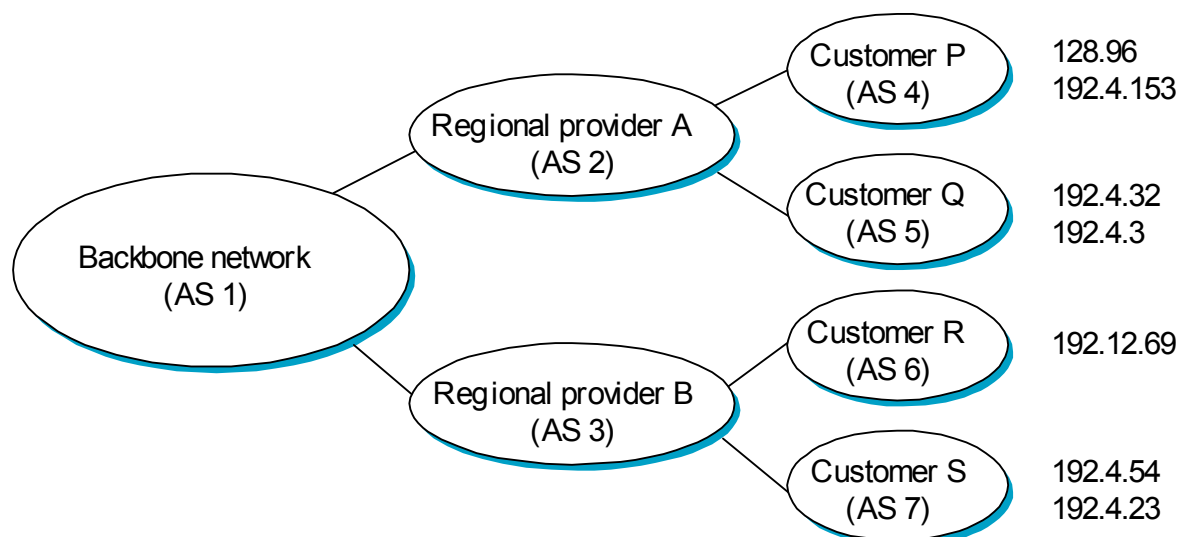 Customer P
(AS 4)
128.96
192.4.153
Regional provider A
(AS 2)
Customer Q
(AS 5)
192.4.32
192.4.3
Backbone network
(AS 1)
Customer R
(AS 6)
192.12.69
Regional provider B
(AS 3)
Customer S
(AS 7)
192.4.54
192.4.23